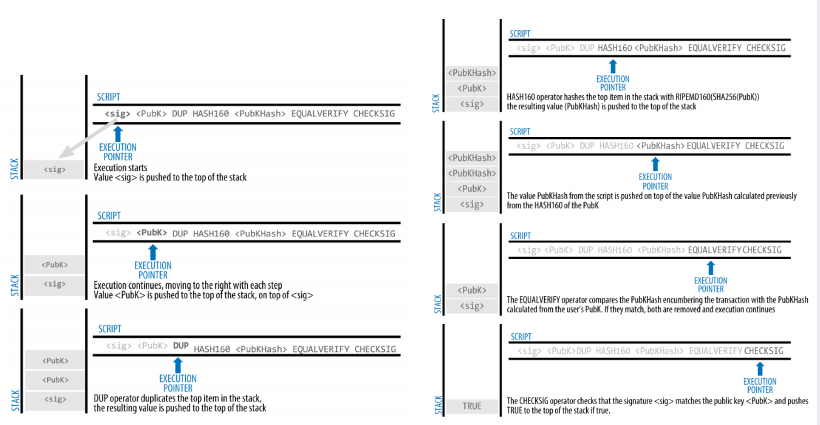 SCRIPT
<sig> <PubK> DUP HASH160 <PubKHash> EQUALVERIFY CHECKSIG
EXECUTION
POINTER
Execution starts
Value <sig> is pushed to the top of the stack
STACK
<sig>
SCRIPT
<sig> <PubK> DUP HASH160 <PubKHash> EQUALVERIFY CHECKSIG
EXECUTION
POINTER
Execution continues, moving to the right with each step
Value <PubK> is pushed to the top of the stack, on top of <sig>
STACK
<PubK>
<sig>
SCRIPT
<sig> <PubK> DUP HASH160 <PubKHash> EQUALVERIFY CHECKSIG
EXECUTION
POINTER
DUP operator duplicates the top item in the stack,
the resulting value is pushed to the top of the stack
STACK
<PubK>
<PubK>
<sig>
SCRIPT
<sig> <PubK> DUP HASH160 <PubKHash> EQUALVERIFY CHECKSIG
EXECUTION
POINTER
HASH160 operator hashes the top item in the stack with RIPEMD160(SHA256(PubK))
the resulting value (PubKHash) is pushed to the top of the stack
STACK
<PubKHash>
<PubK>
<sig>
SCRIPT
<sig> <PubK> DUP HASH160 <PubKHash> EQUALVERIFY CHECKSIG
EXECUTION
POINTER
The value PubKHash from the script is pushed on top of the value PubKHash calculated previously
from the HASH160 of the PubK
STACK
<PubKHash>
<PubKHash>
<PubK>
<sig>
SCRIPT
<sig> <PubK> DUP HASH160 <PubKHash> EQUALVERIFY CHECKSIG
EXECUTION
POINTER
The EQUALVERIFY operator compares the PubKHash encumbering the transaction with the PubKHash
calculated from the user's PubK. If they match, both are removed and execution continues
STACK
<PubK>
<sig>
SCRIPT
<sig> <PubK>DUP HASH160 <PubKHash> EQUALVERIFY CHECKSIG
EXECUTION
POINTER
The CHECKSIG operator checks that the signature <sig> matches the public key <PubK> and pushes
TRUE to the top of the stack if true.
STACK
TRUE